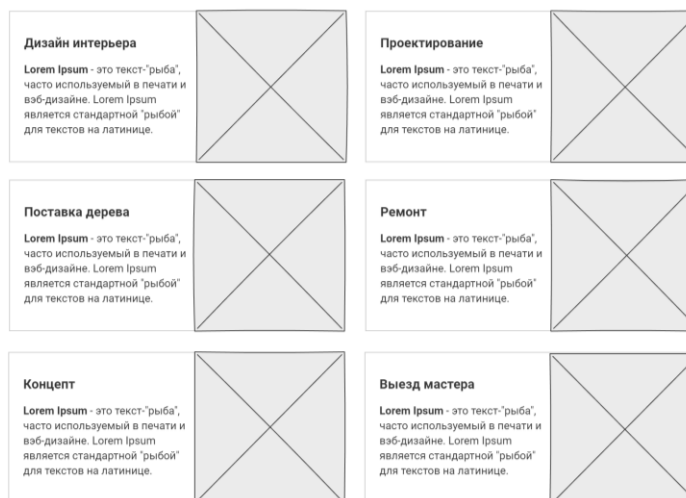 Дизайн интерьера
Lorem Ipsum - это текст-"рыба",
часто используемый в печати и
вэб-дизайне. Lorem Ipsum
является стандартной "рыбой"
для текстов на латинице.
Проектирование
Lorem Ipsum - это текст-"рыба",
часто используемый в печати и
вэб-дизайне. Lorem Ipsum
является стандартной "рыбой"
для текстов на латинице.
Поставка дерева
Lorem Ipsum - это текст-"рыба",
часто используемый в печати и
вэб-дизайне. Lorem Ipsum
является стандартной "рыбой"
для текстов на латинице.
Ремонт
Lorem Ipsum - это текст-"рыба",
часто используемый в печати и
вэб-дизайне. Lorem Ipsum
является стандартной "рыбой"
для текстов на латинице.
Концепт
Lorem Ipsum - это текст-"рыба",
часто используемый в печати и
вэб-дизайне. Lorem Ipsum
является стандартной "рыбой"
для текстов на латинице.
Выезд мастера
Lorem Ipsum - это текст-"рыба",
часто используемый в печати и
вэб-дизайне. Lorem Ipsum
является стандартной "рыбой"
для текстов на латинице.